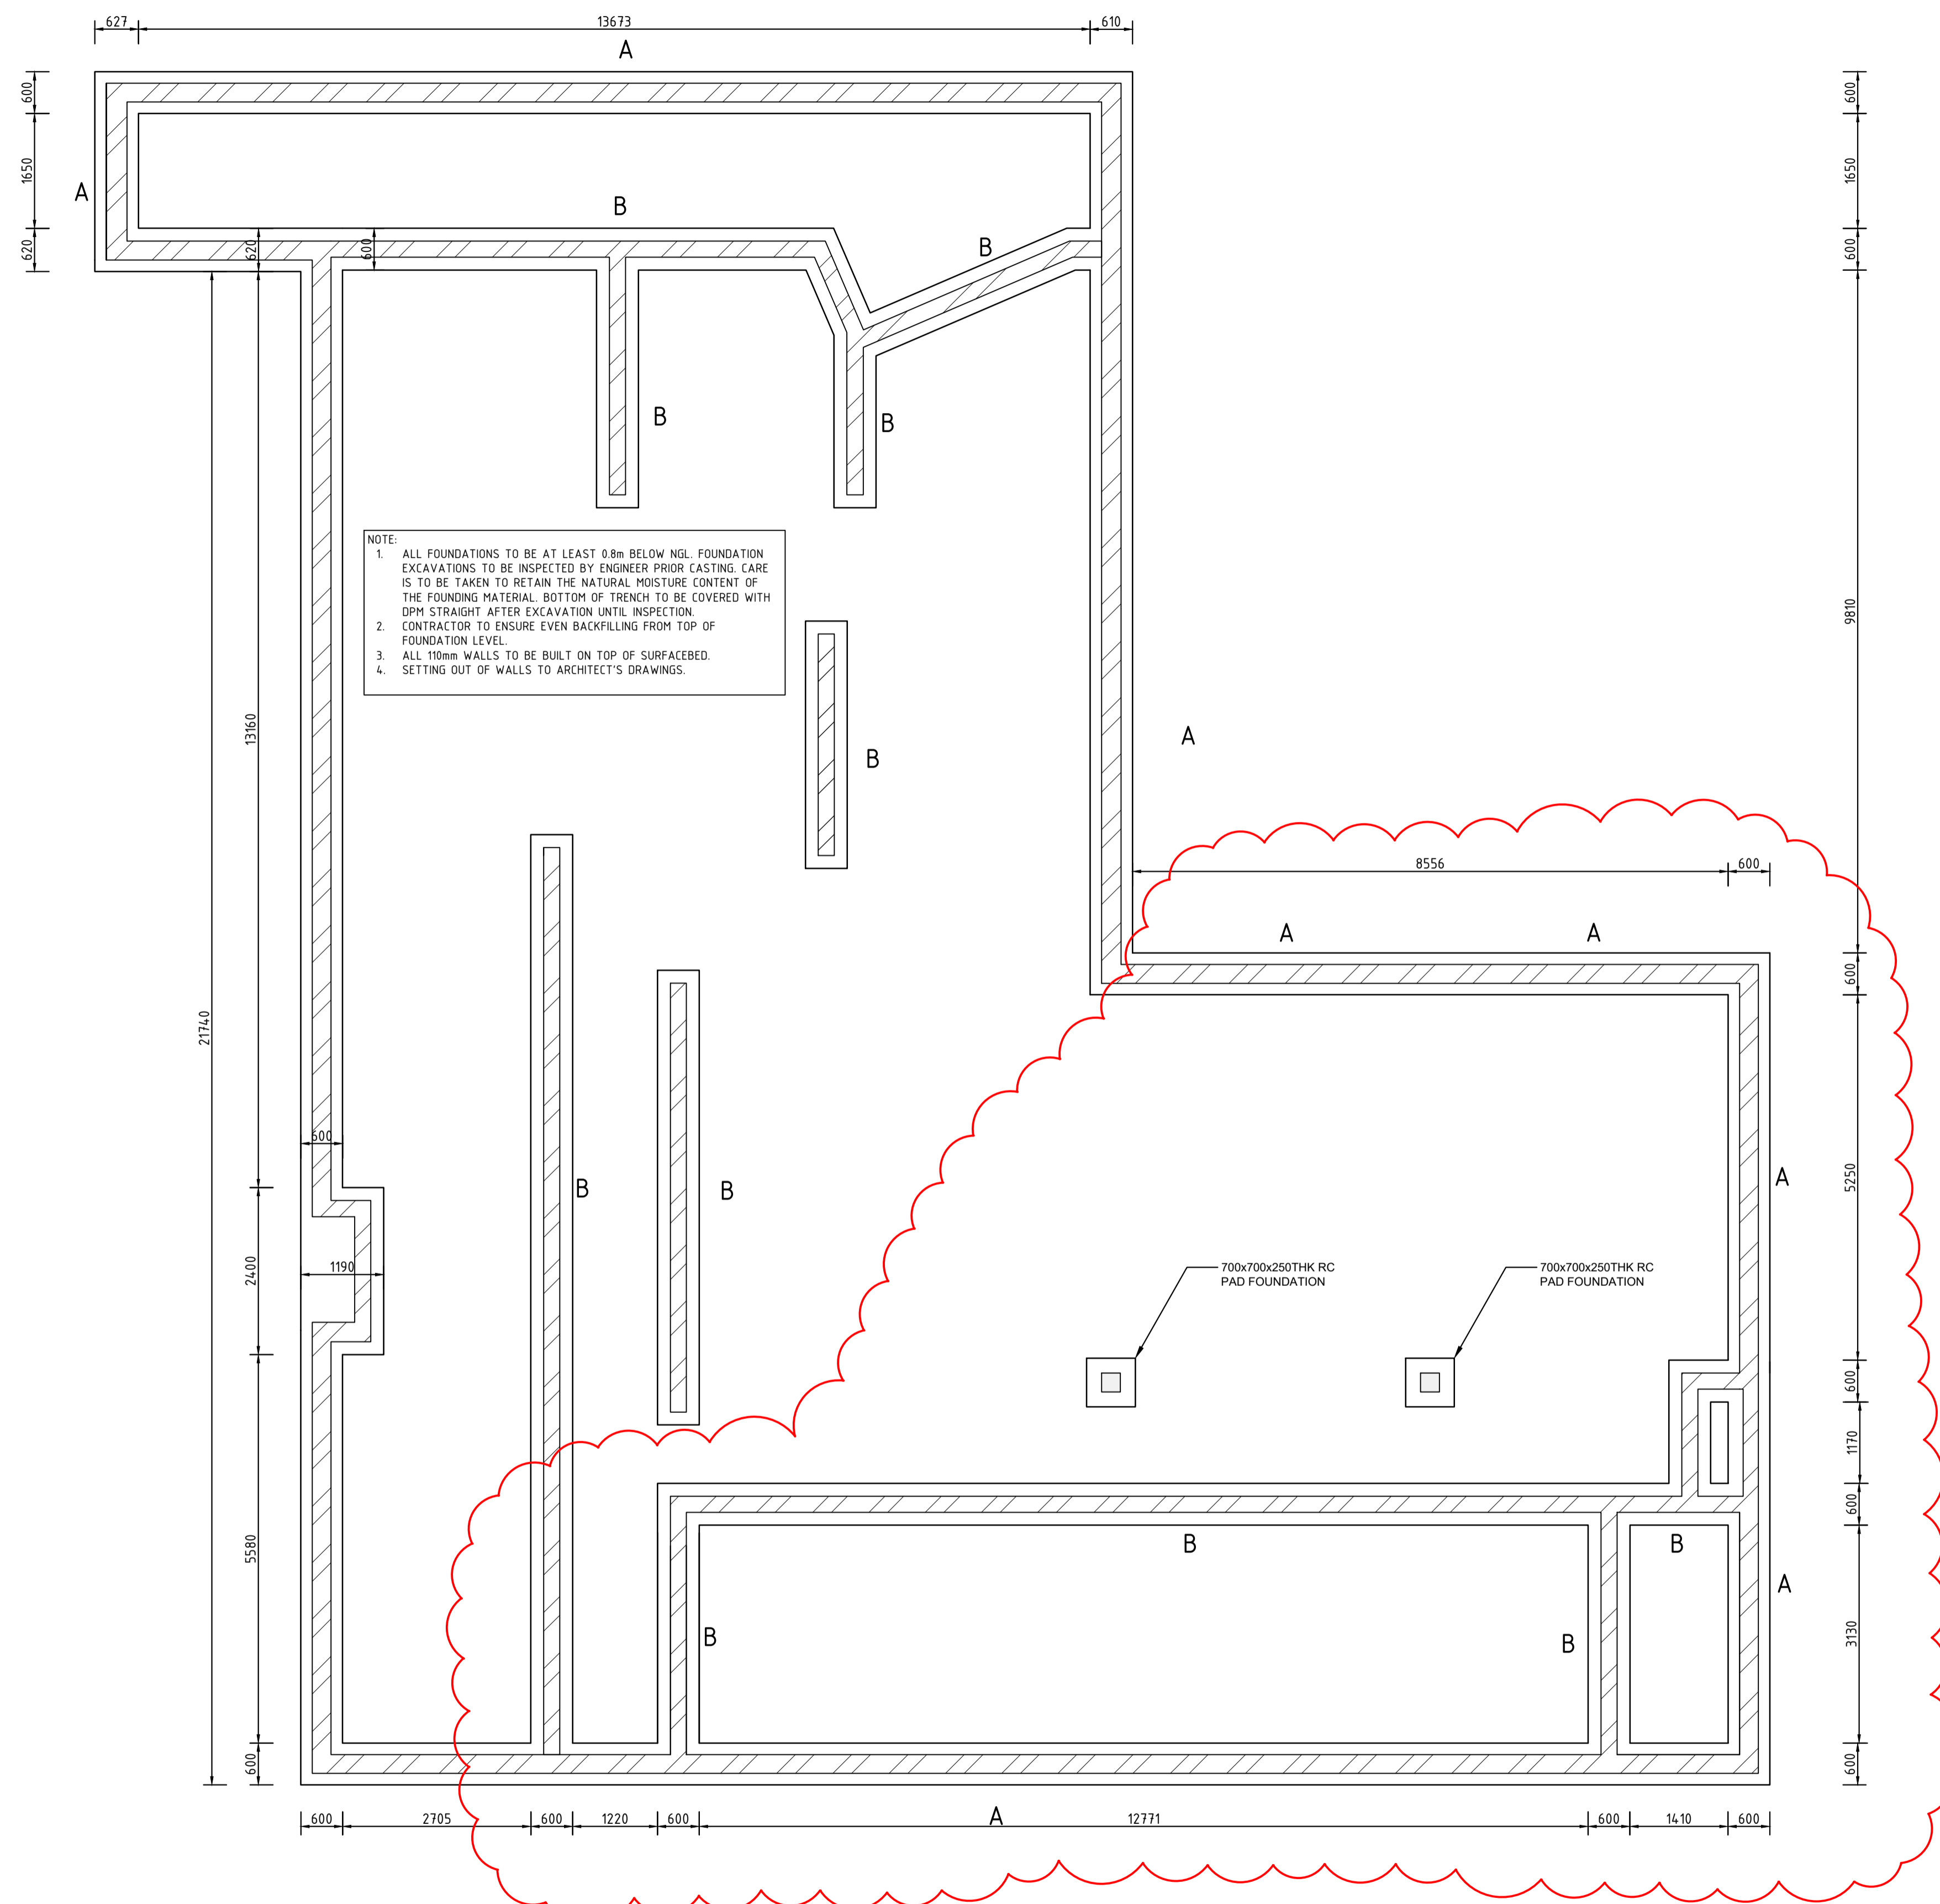 627
13673
610
A
600
1650
620
A
B
620
600
B
600
1650
600
9810
B
B
NOTE:
1. ALL FOUNDATIONS TO BE AT LEAST 0.8m BELOW NGL. FOUNDATION
EXCAVATIONS TO BE INSPECTED BY ENGINEER PRIOR CASTING. CARE
IS TO BE TAKEN TO RETAIN THE NATURAL MOISTURE CONTENT OF
THE FOUNDING MATERIAL. BOTTOM OF TRENCH TO BE COVERED WITH
DPM STRAIGHT AFTER EXCAVATION UNTIL INSPECTION.
2. CONTRACTOR TO ENSURE EVEN BACKFILLING FROM TOP OF
FOUNDATION LEVEL.
3. ALL 110mm WALLS TO BE BUILT ON TOP OF SURFACEBED.
4. SETTING OUT OF WALLS TO ARCHITECT'S DRAWINGS.
13160
B
A
8556
600
A
A
600
21740
600
B
B
A
5250
2400
1190
700x700x250THK RC
PAD FOUNDATION
700x700x250THK RC
PAD FOUNDATION
600
1170
600
5580
B
B
B
B
A
3130
600
600
600
2705
600
1220
600
A
12771
600
1410
600